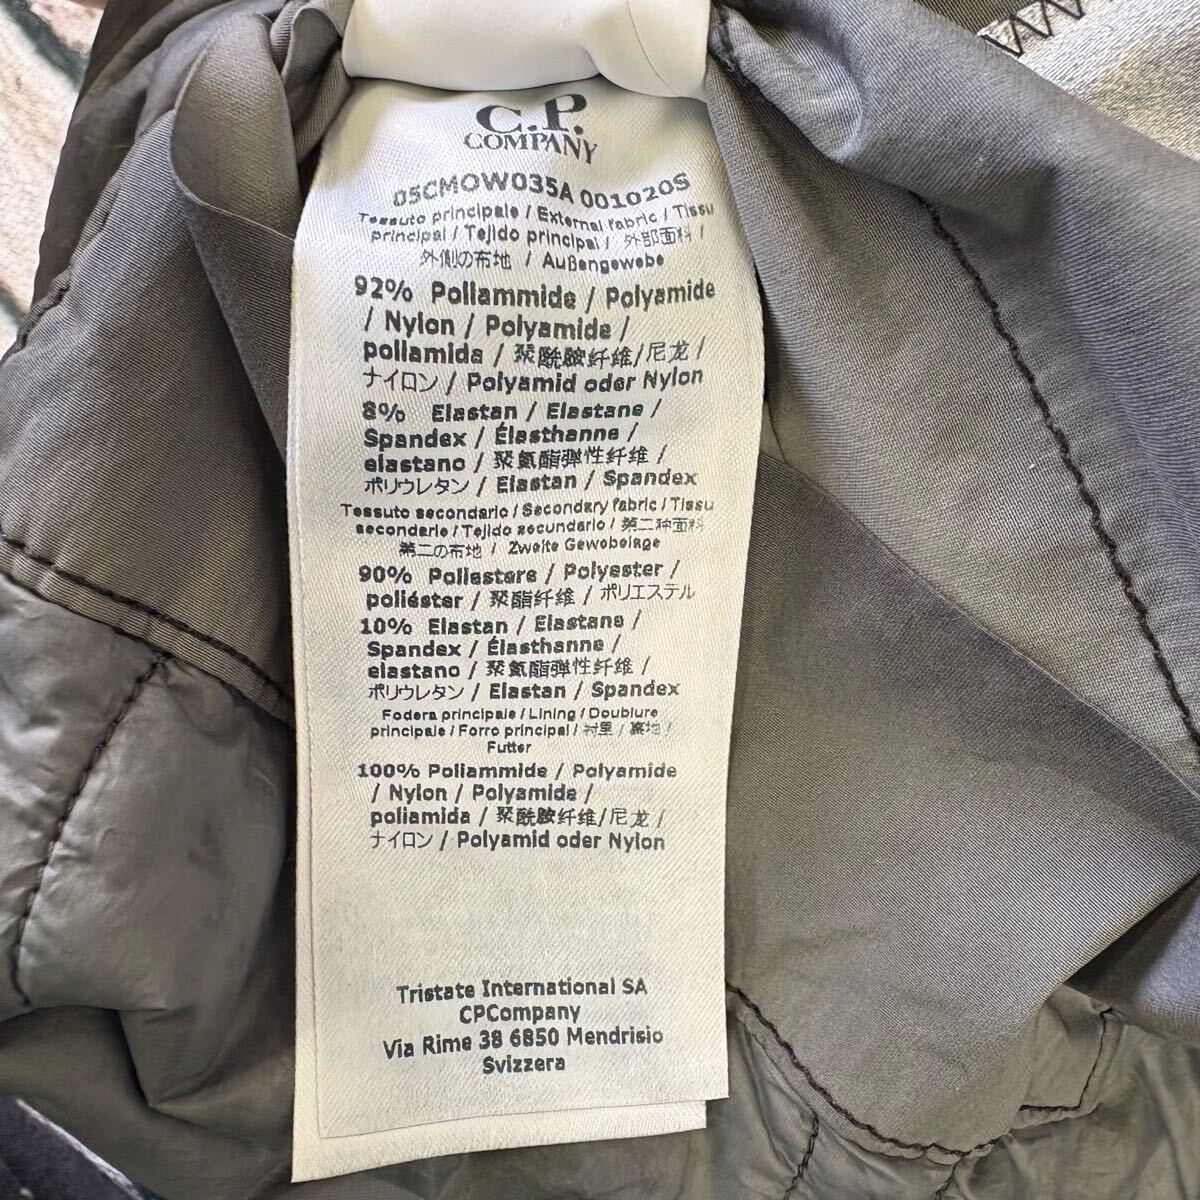 C.P.
COMPANY
05CMOW035A 001020S
Tessuto principale / External fabric / Tissu
principal / Tejido principal / 外部面料 /
外側の布地 / Außengewebe
92% Poliammide / Polyamide
/ Nylon / Polyamide /
poliamida / 聚酰胺纤维/尼龙 /
ナイロン / Polyamid oder Nylon
8% Elastan / Elastane /
Spandex / Élasthanne /
elastano / 聚氨酯弹性纤维 /
ポリウレタン / Elastan / Spandex
Tessuto secondario / Secondary fabric / Tissu
secondarie / Tejido secundario / 第二种面料
第二の布地 / Zweite Gewebelage
90% Poliestere / Polyester /
poliéster / 聚酯纤维 / ポリエステル
10% Elastan / Elastane /
Spandex / Élasthanne /
elastano / 聚氨酯弹性纤维 /
ポリウレタン / Elastan / Spandex
Fodera principale / Lining / Doublure
principale / Forro principal / 衬里 / 裏地 /
Futter
100% Poliammide / Polyamide
/ Nylon / Polyamide /
poliamida / 聚酰胺纤维/尼龙 /
ナイロン / Polyamid oder Nylon
Tristate International SA
CPCompany
Via Rime 38 6850 Mendrisio
Svizzera